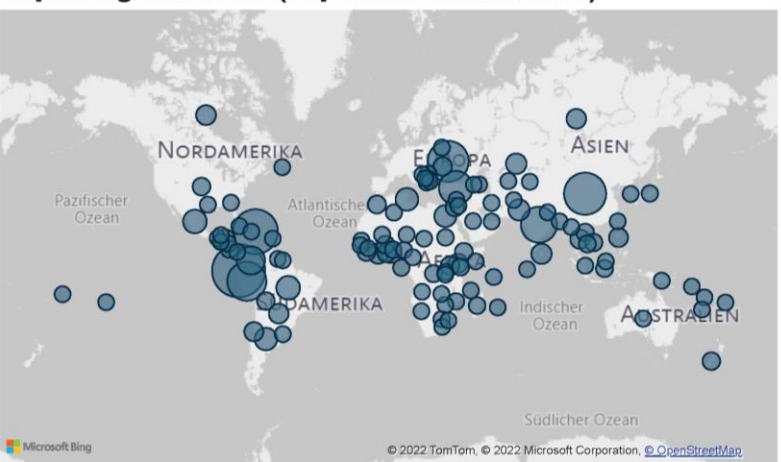 NORDAMERIKA
ASIEN
Pazifischer
Ozean
Atlantische
Ozean
SÜDAMERIKA
Indischer
Ozean
AUSTRALIEN
Südlicher Ozean
Microsoft Bing
© 2022 TomTom, © 2022 Microsoft Corporation, © OpenStreetMap